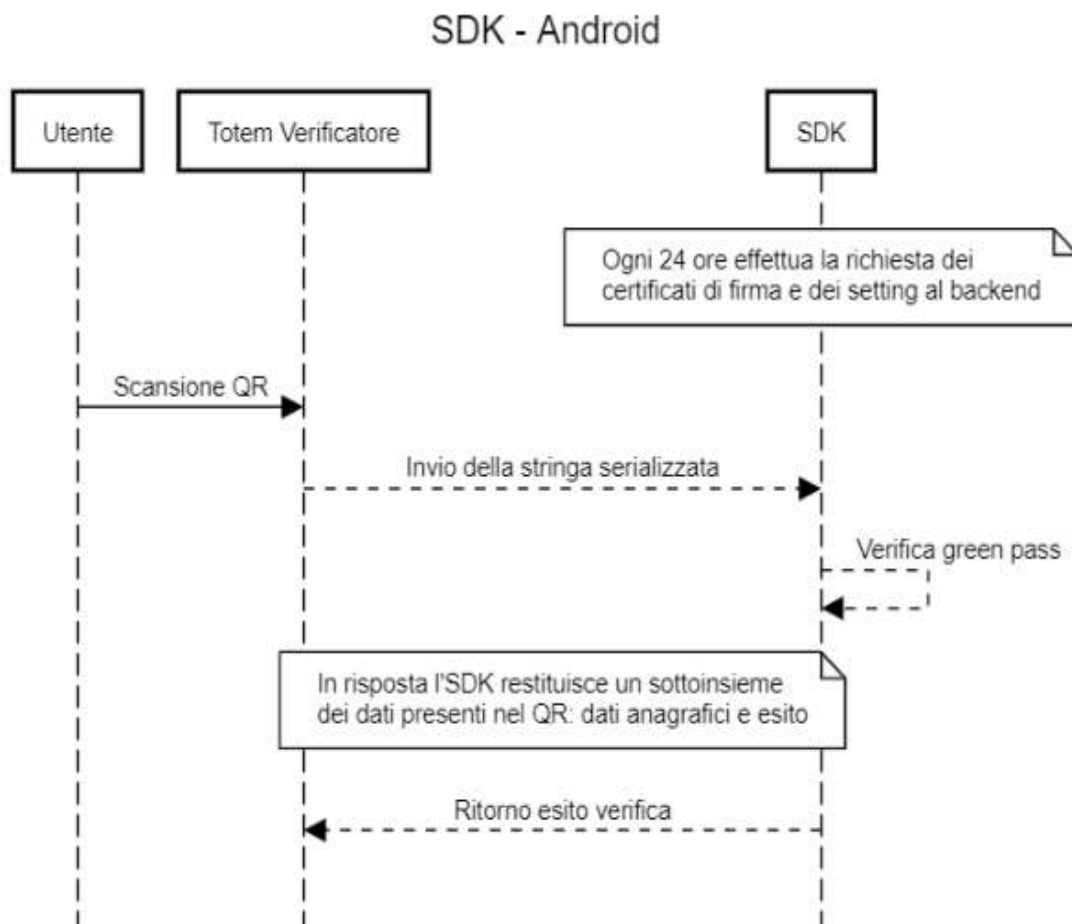 SDK - Android
Utente
Totem Verificatore
SDK
Ogni 24 ore effettua la richiesta dei
certificati di firma e dei setting al backend
Scansione QR
Invio della stringa serializzata
Verifica green pass
In risposta l'SDK restituisce un sottoinsieme
dei dati presenti nel QR: dati anagrafici e esito
Ritorno esito verifica